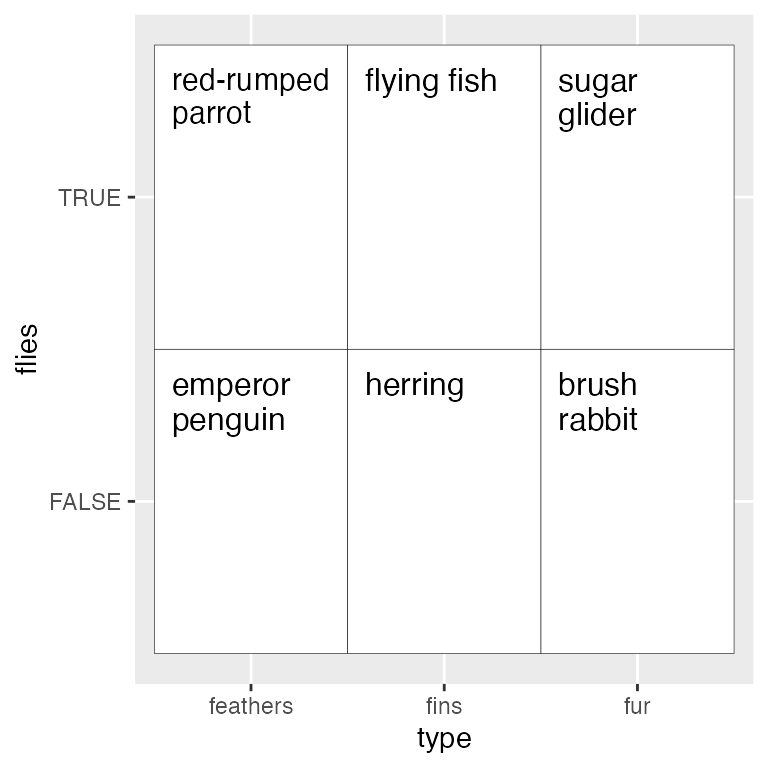 red-rumped
parrot
flying fish
sugar
glider
TRUE
flies
emperor
penguin
herring
brush
rabbit
FALSE
feathers
fins
fur
type